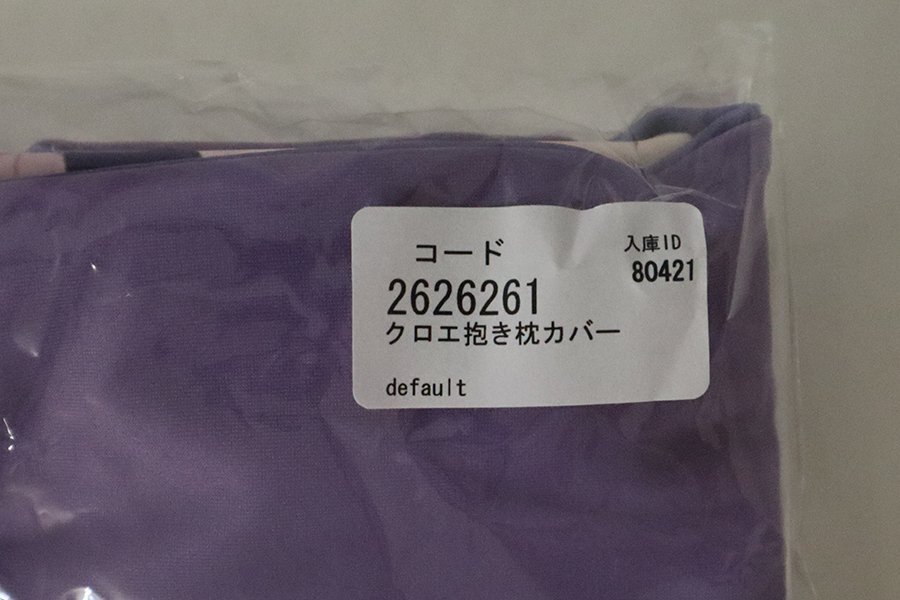 コード
2626261
クロエ抱き枕カバー
default
入庫ID
80421